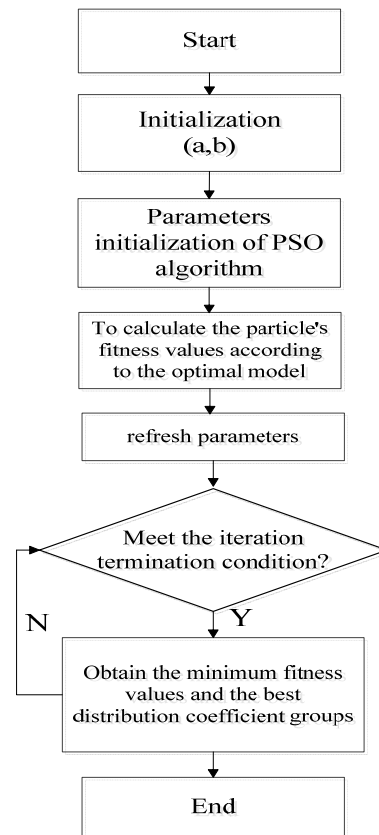 Start
Initialization
(a,b)
Parameters
initialization of PSO
algorithm
To calculate the particle's
fitness values according
to the optimal model
refresh parameters
Meet the iteration
termination condition?
N
Y
Obtain the minimum fitness
values and the best
distribution coefficient groups
End